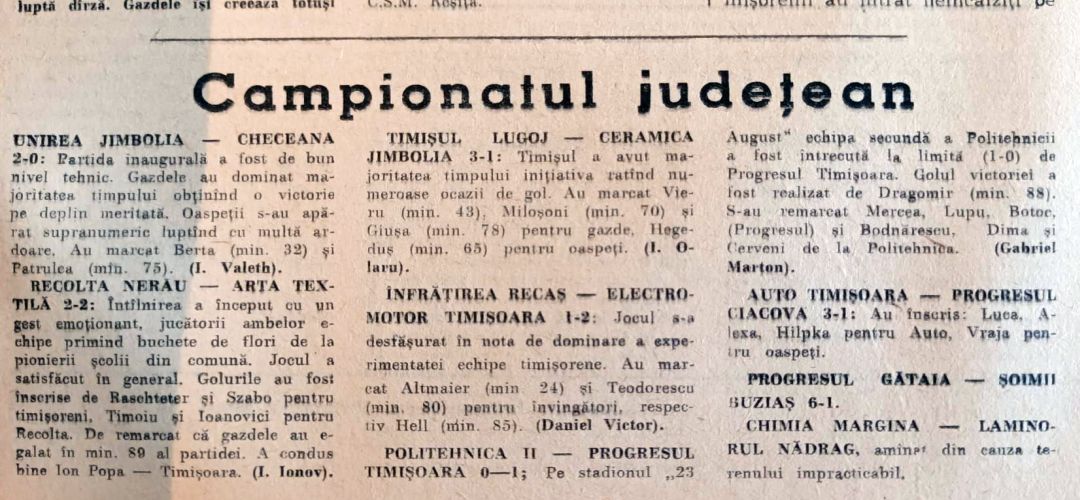 luptă dîrză. Gazdele își creează totuși
C.S.M. Reșița.
Campionatul județean
UNIREA JIMBOLIA — CHECEANA
2-0: Partida inaugurală a fost de bun
nivel tehnic. Gazdele au dominat ma-
joritatea timpului obținînd o victorie
pe deplin meritată. Oaspeții s-au apă-
rat supranumeric luptînd cu multă ar-
doare. Au marcat Berta (min. 32) și
Patrulea (min. 75). (I. Valeth).
RECOLTA NERĂU — ARTA TEX-
TILĂ 2-2: Întîlnirea a început cu un
gest emoționant, jucătorii ambelor e-
chipe primind buchete de flori de la
pionierii școlii din comună. Jocul a
satisfăcut în general. Golurile au fost
înscrise de Raschteter și Szabo pentru
timișoreni, Timoiu și Ioanovici pentru
Recolta. De remarcat că gazdele au e-
galat în min. 89 al partidei. A condus
bine Ion Popa — Timișoara. (I. Ionov).
TIMIȘUL LUGOJ — CERAMICA
JIMBOLIA 3-1: Timișul a avut ma-
joritatea timpului inițiativa ratînd nu-
meroase ocazii de gol. Au marcat Vie-
ru (min. 43), Miloșoni (min. 70) și
Giușa (min. 78) pentru gazde, Hege-
duș (min. 65) pentru oaspeți. (I. O-
laru).
ÎNFRĂȚIREA RECAȘ — ELECTRO-
MOTOR TIMIȘOARA 1-2: Jocul s-a
desfășurat în nota de dominare a expe-
rimentatei echipe timișorene. Au mar-
cat Altmaier (min 24) și Teodorescu
(min. 80) pentru învingători, respec-
tiv Hell (min. 85). (Daniel Victor).
POLITEHNICA II — PROGRESUL
TIMIȘOARA 0—1; Pe stadionul „23
August" echipa secundă a Politehnicii
a fost întrecută la limită (1-0) de
Progresul Timișoara. Golul victoriei a
fost realizat de Dragomir (min. 88).
S-au remarcat Mercea, Lupu, Botoc,
(Progresul) și Bodnărescu, Dima și
Cerveni de la Politehnica. (Gabriel
Marton).
AUTO TIMIȘOARA — PROGRESUL
CIACOVA 3-1: Au înscris: Luca, A-
lexa, Hilpka pentru Auto, Vraja pen-
tru oaspeți.
PROGRESUL GĂTAIA — ȘOIMII
BUZIAȘ 6-1.
CHIMIA MARGINA — LAMINO-
RUL NĂDRAG, amînat din cauza te-
renului impracticabil.